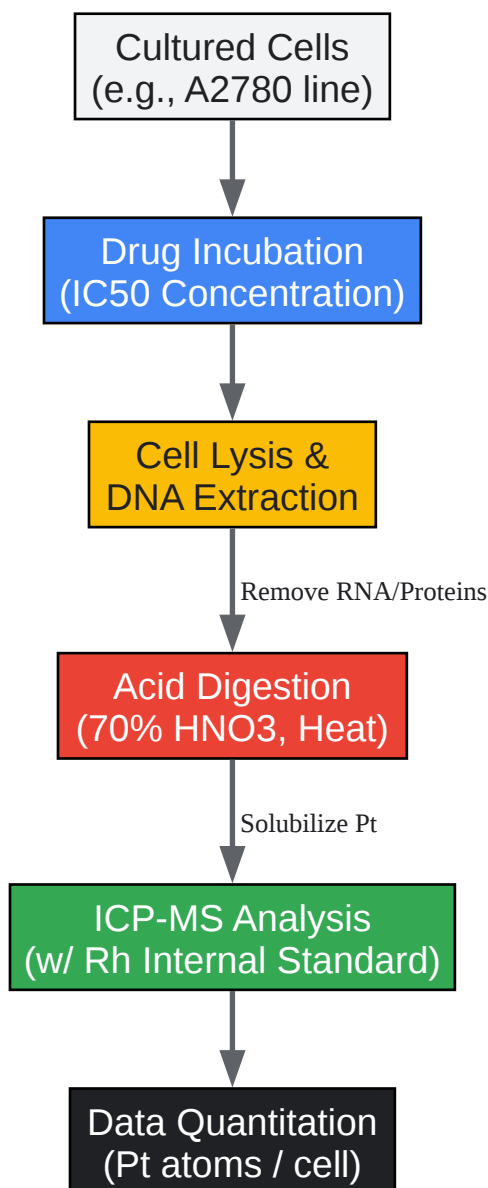 Cultured Cells
(e.g., A2780 line)
Drug Incubation
(IC50 Concentration)
Cell Lysis &
DNA Extraction
Remove RNA/Proteins
Acid Digestion
(70% HNO3, Heat)
Solubilize Pt
ICP-MS Analysis
(w/ Rh Internal Standard)
Data Quantitation
(Pt atoms / cell)